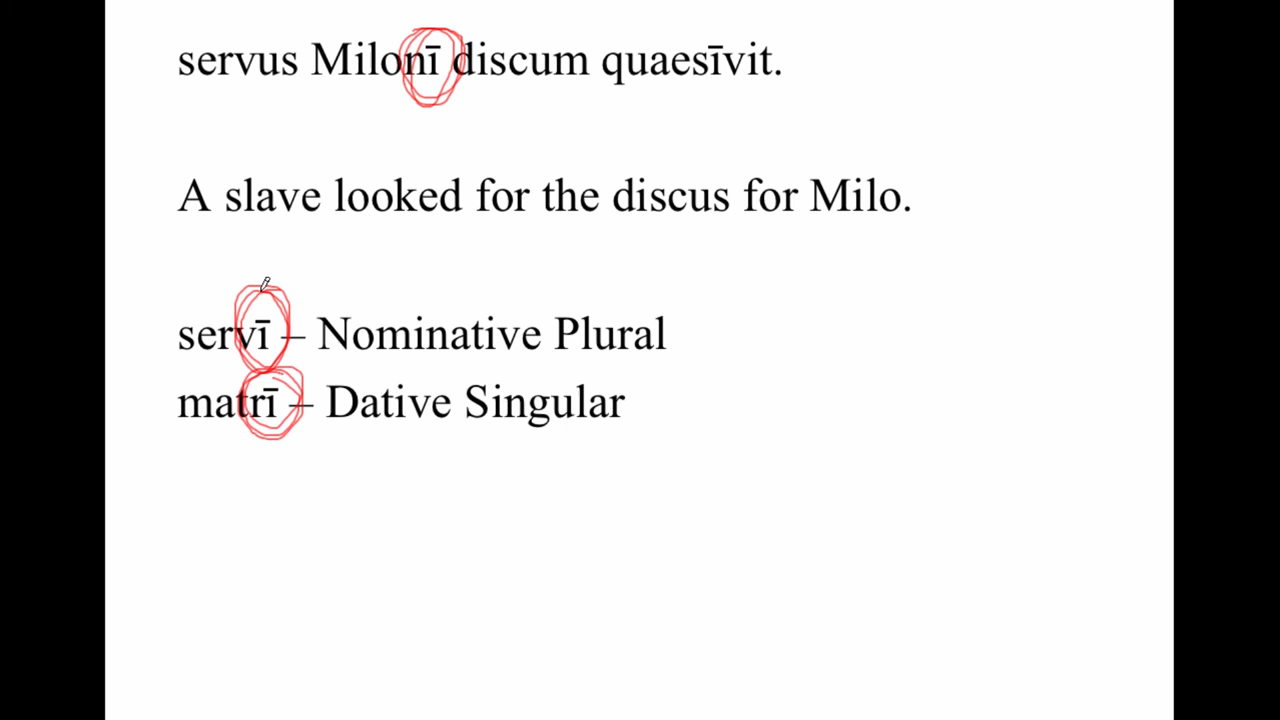 servus Milonī discum quaesīvit.
A slave looked for the discus for Milo.
servī – Nominative Plural
matrī – Dative Singular